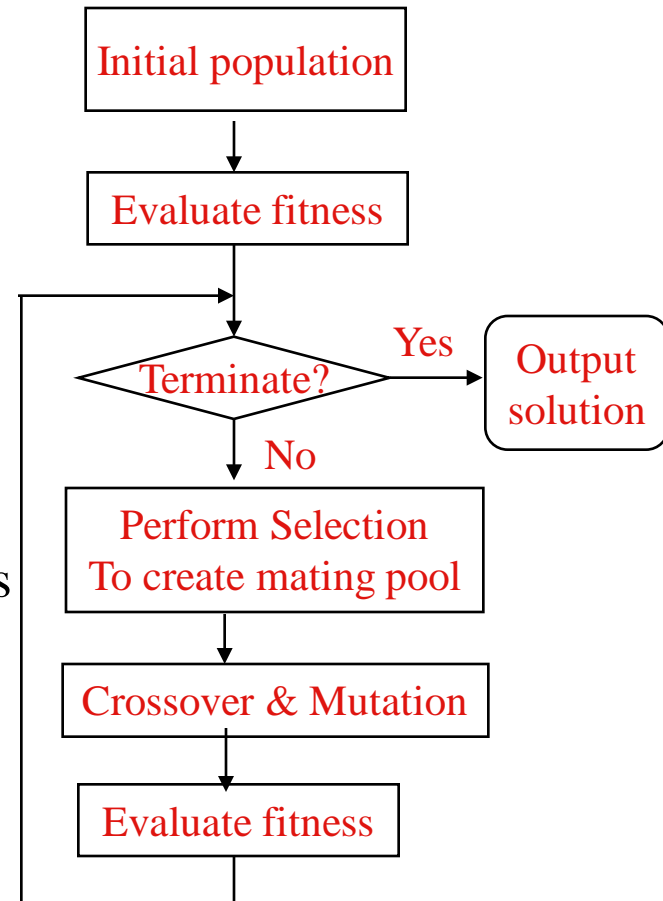 Initial population
Evaluate fitness
Terminate?
Yes
Output
solution
No
Perform Selection
To create mating pool
s
Crossover & Mutation
Evaluate fitness